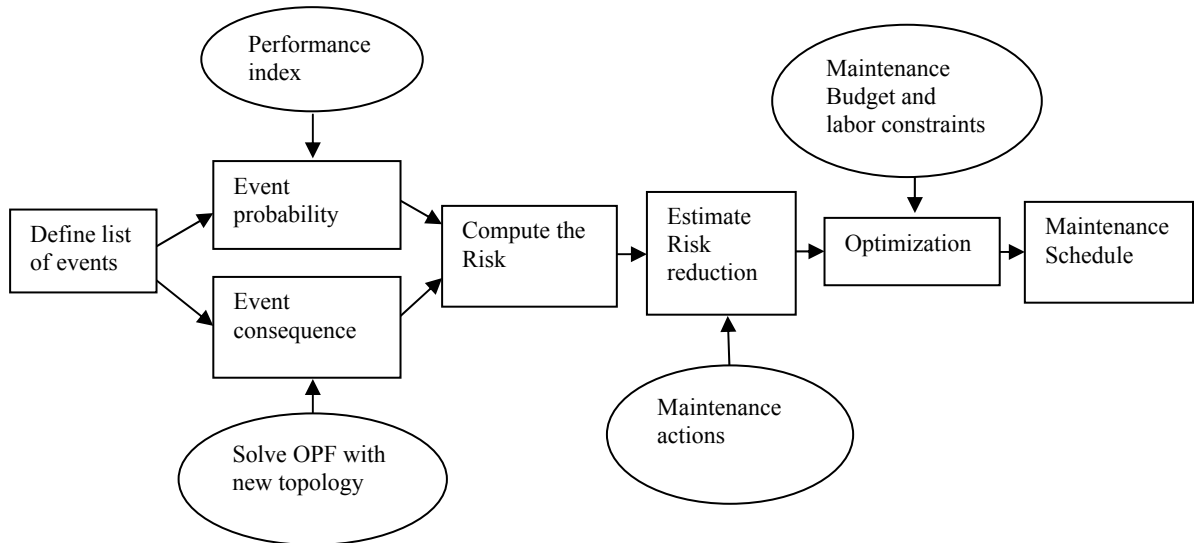 Performance
index
Maintenance
Budget and
labor constraints
Define list
of events
Event
probability
Event
consequence
Compute the
Risk
Estimate
Risk
reduction
Optimization
Maintenance
Schedule
Solve OPF with
new topology
Maintenance
actions